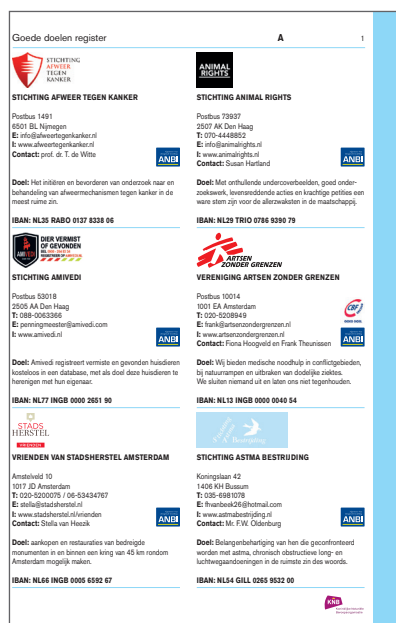 Goede doelen register A 1
STICHTING
AFWEER
TEGEN
KANKER
STICHTING AFWEER TEGEN KANKER
Postbus 1491
6501 BL Nijmegen
E: info@afweertegenkanker.nl
I: www.afweertegenkanker.nl
Contact: prof. dr. T. de Witte
ANBI
Doel: Het initiëren en bevorderen van onderzoek naar en
behandeling van afweermechanismen tegen kanker in de
meest ruime zin.
IBAN: NL35 RABO 0137 8338 06
DIER VERMIST
OF GEVONDEN
AMIVEDI
STICHTING AMIVEDI
Postbus 53018
2505 AA Den Haag
T: 088-0063366
E: penningmeester@amivedi.com
I: www.amivedi.nl
ANBI
Doel: Amivedi registreert vermiste en gevonden huisdieren
kosteloos in een database, met als doel deze huisdieren te
herenigen met hun eigenaar.
IBAN: NL77 INGB 0000 2651 90
STADS
HERSTEL
VRIENDEN
VRIENDEN VAN STADSHERSTEL AMSTERDAM
Amstelveld 10
1017 JD Amsterdam
T: 020-5200075 / 06-53434767
E: stella@stadsherstel.nl
I: www.stadsherstel.nl/vrienden
Contact: Stella van Heezik
ANBI
Doel: aankopen en restauraties van bedreigde
monumenten in en binnen een kring van 45 km rondom
Amsterdam mogelijk maken.
IBAN: NL66 INGB 0005 6592 67
ANIMAL
RIGHTS
STICHTING ANIMAL RIGHTS
Postbus 73937
2507 AK Den Haag
T: 070-4448852
E: info@animalrights.nl
I: www.animalrights.nl
Contact: Susan Hartland
ANBI
Doel: Met onthullende undercoverbeelden, goed onder-
zoekswerk, levensreddende acties en krachtige petities een
ware stem zijn voor de allerzwaksten in de maatschappij.
IBAN: NL29 TRIO 0786 9390 79
ARTSEN
ZONDER GRENZEN
VERENIGING ARTSEN ZONDER GRENZEN
Postbus 10014
1001 EA Amsterdam
T: 020-5208949
E: frank@artsenzondergrenzen.nl
I: www.artsenzondergrenzen.nl
Contact: Fiona Hoogveld en Frank Theunissen
CBF
ANBI
Doel: Wij bieden medische noodhulp in conflictgebieden,
bij natuurrampen en uitbraken van dodelijke ziektes.
We sluiten niemand uit en laten ons niet tegenhouden.
IBAN: NL13 INGB 0000 0040 54
STICHTING ASTMA BESTRIJDING
Koningslaan 42
1406 KH Bussum
T: 035-6981078
E: fhvanbeek26@hotmail.com
I: www.astmabestrijding.nl
Contact: Mr. F.W. Oldenburg
ANBI
Doel: Belangenbehartiging van hen die geconfronteerd
worden met astma, chronisch obstructieve long- en
luchtwegaandoeningen in de ruimste zin des woords.
IBAN: NL54 GILL 0265 9532 00
KNB